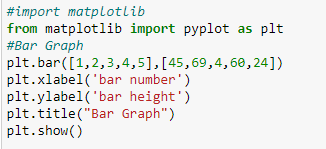 #import matplotlib
from matplotlib import pyplot as plt
#Bar Graph
plt.bar([1,2,3,4,5],[45,69,4,60,24])
plt.xlabel('bar number')
plt.ylabel('bar height')
plt.title("Bar Graph")
plt.show()